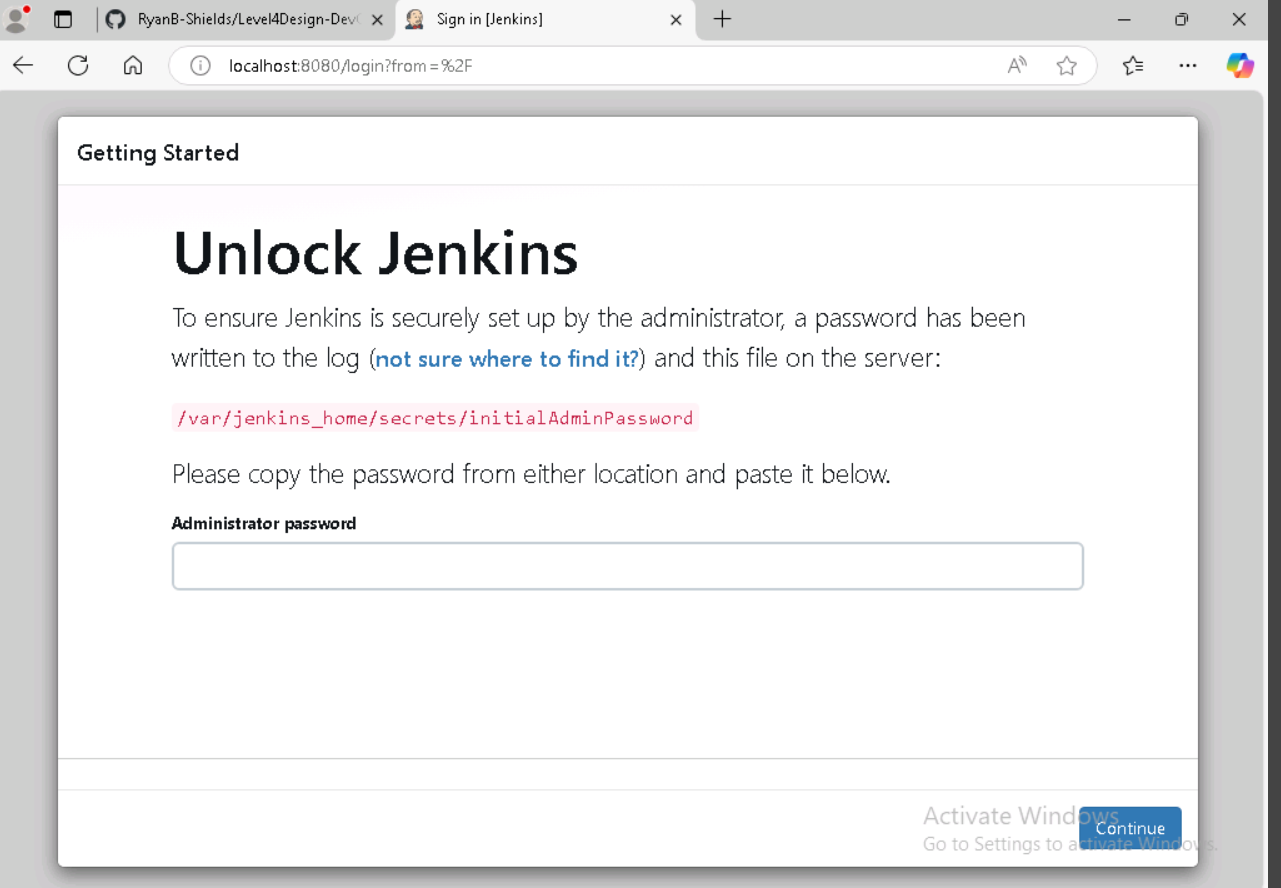 RyanB-Shields/Level4Design-Dev
Sign in [Jenkins]
localhost:8080/login?from=%2F
Getting Started
Unlock Jenkins
To ensure Jenkins is securely set up by the administrator, a password has been
written to the log (not sure where to find it?) and this file on the server:
/var/jenkins_home/secrets/initialAdminPassword
Please copy the password from either location and paste it below.
Administrator password
Activate Windows
Continue
Go to Settings to activate Windows.